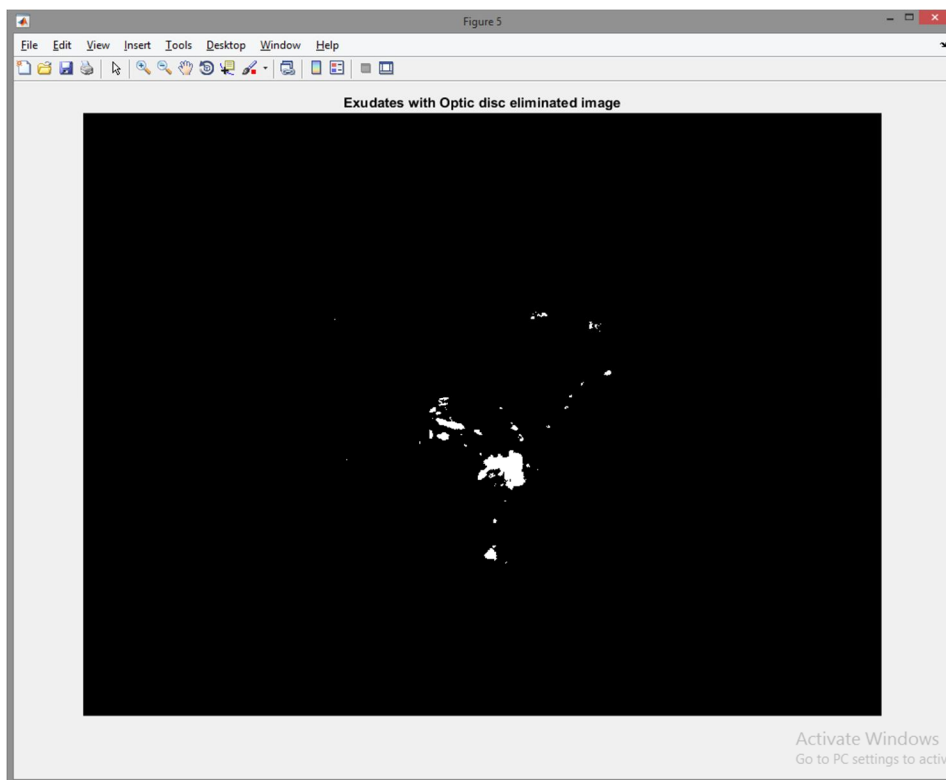 Figure 5
File Edit View Insert Tools Desktop Window Help
Exudates with Optic disc eliminated image
Activate Windows
Go to PC settings to activ